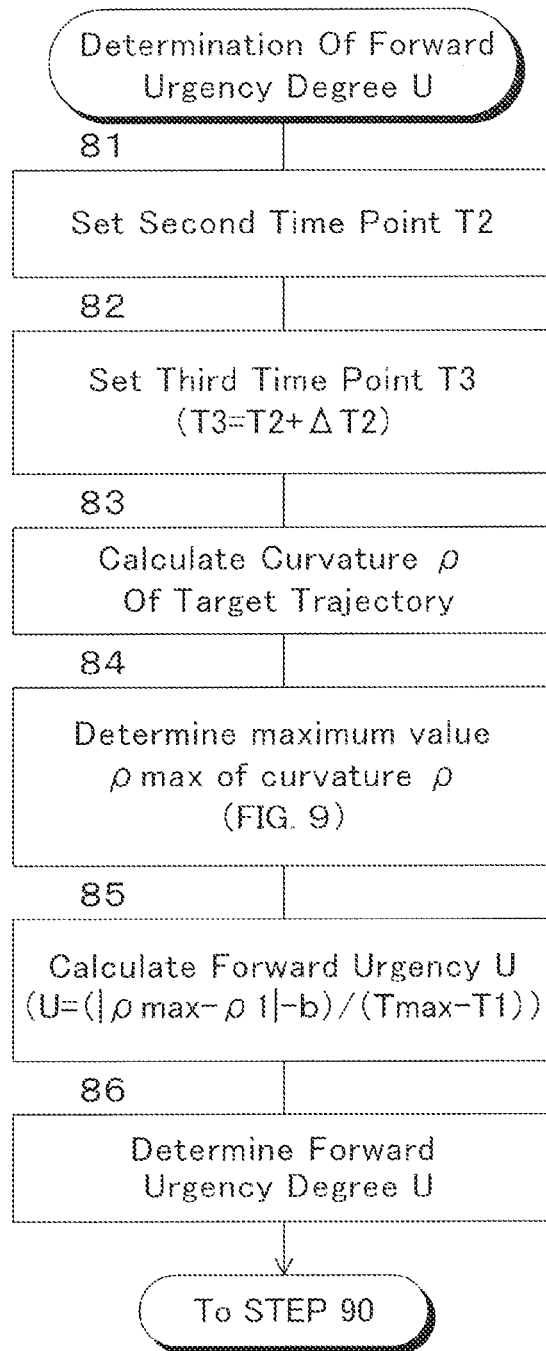 Determination Of Forward
Urgency Degree U
81
Set Second Time Point T2
82
Set Third Time Point T3
(T3=T2+Δ T2)
83
Calculate Curvature ρ
Of Target Trajectory
84
Determine maximum value
ρ max of curvature ρ
(FIG. 9)
85
Calculate Forward Urgency U
(U=(|ρ max-ρ 1|-b)/(Tmax-T1))
86
Determine Forward
Urgency Degree U
To STEP 90